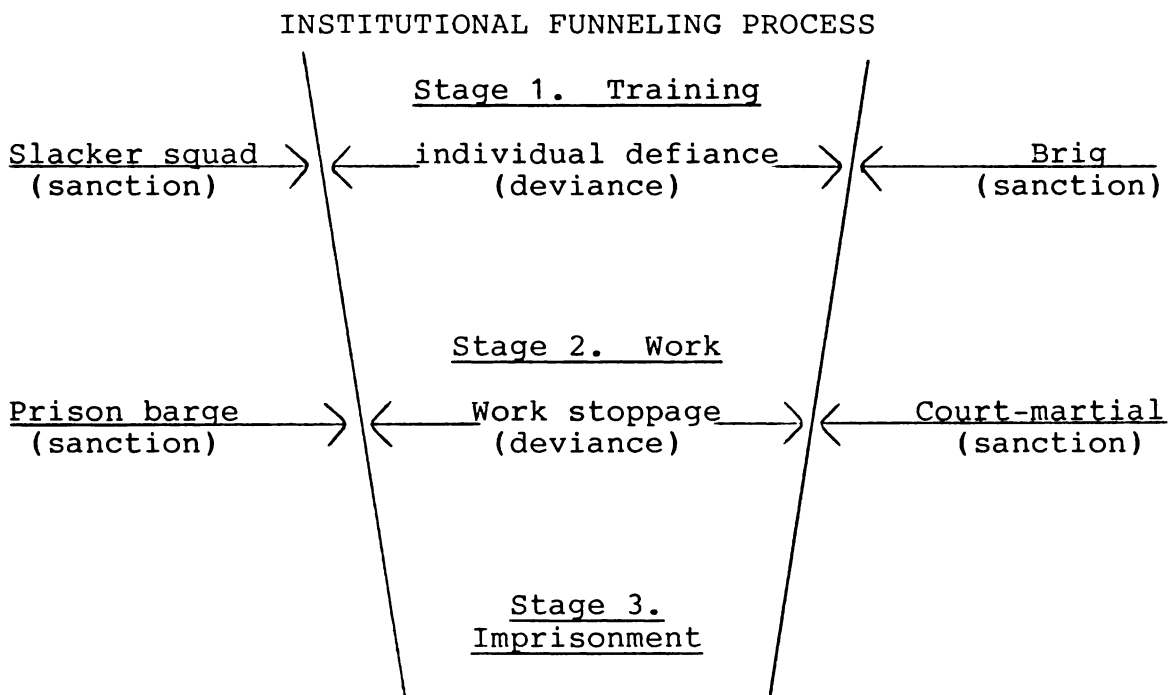 INSTITUTIONAL FUNNELING PROCESS
Stage 1. Training
Slacker squad individual defiance Brig
(sanction) (deviance) (sanction)
Stage 2. Work
Prison barge Work stoppage Court-martial
(sanction) (deviance) (sanction)
Stage 3.
Imprisonment